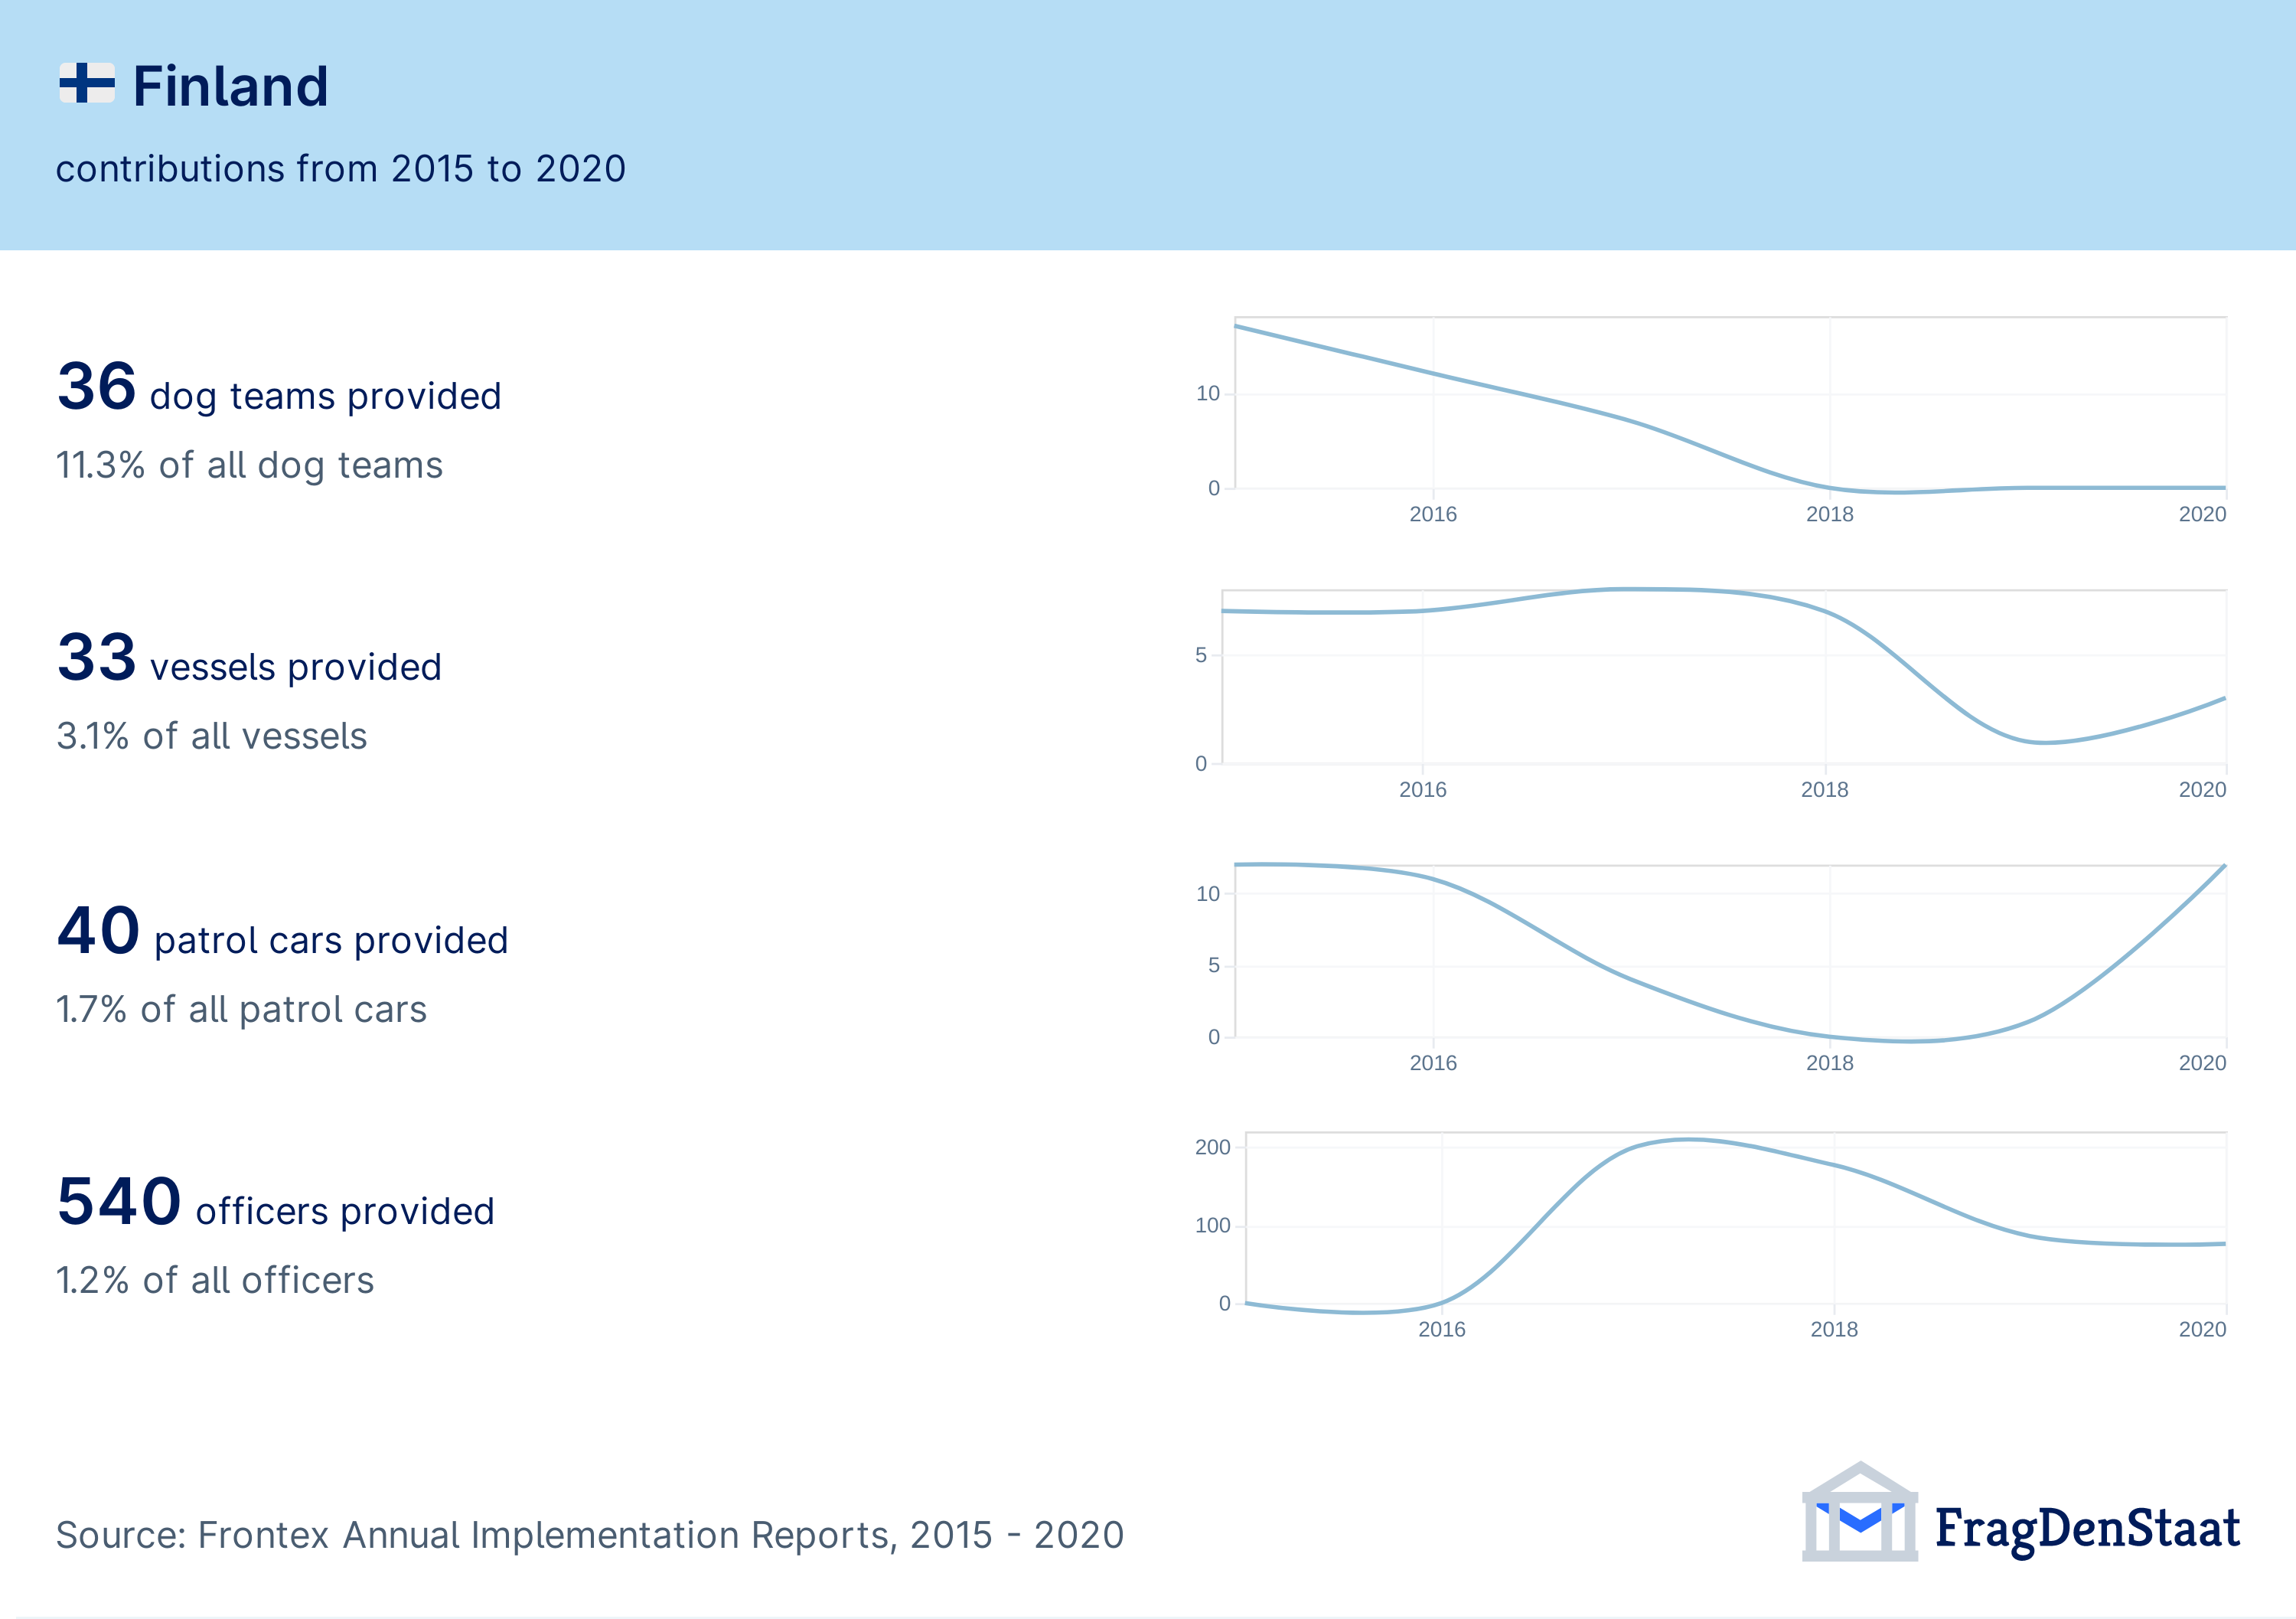 Finland
contributions from 2015 to 2020
36 dog teams provided
11.3% of all dog teams
10
0
2016 2018 2020
33 vessels provided
3.1% of all vessels
5
0
2016 2018 2020
40 patrol cars provided
1.7% of all patrol cars
10
5
0
2016 2018 2020
540 officers provided
1.2% of all officers
200
100
0
2016 2018 2020
Source: Frontex Annual Implementation Reports, 2015 - 2020
FragDenStaat